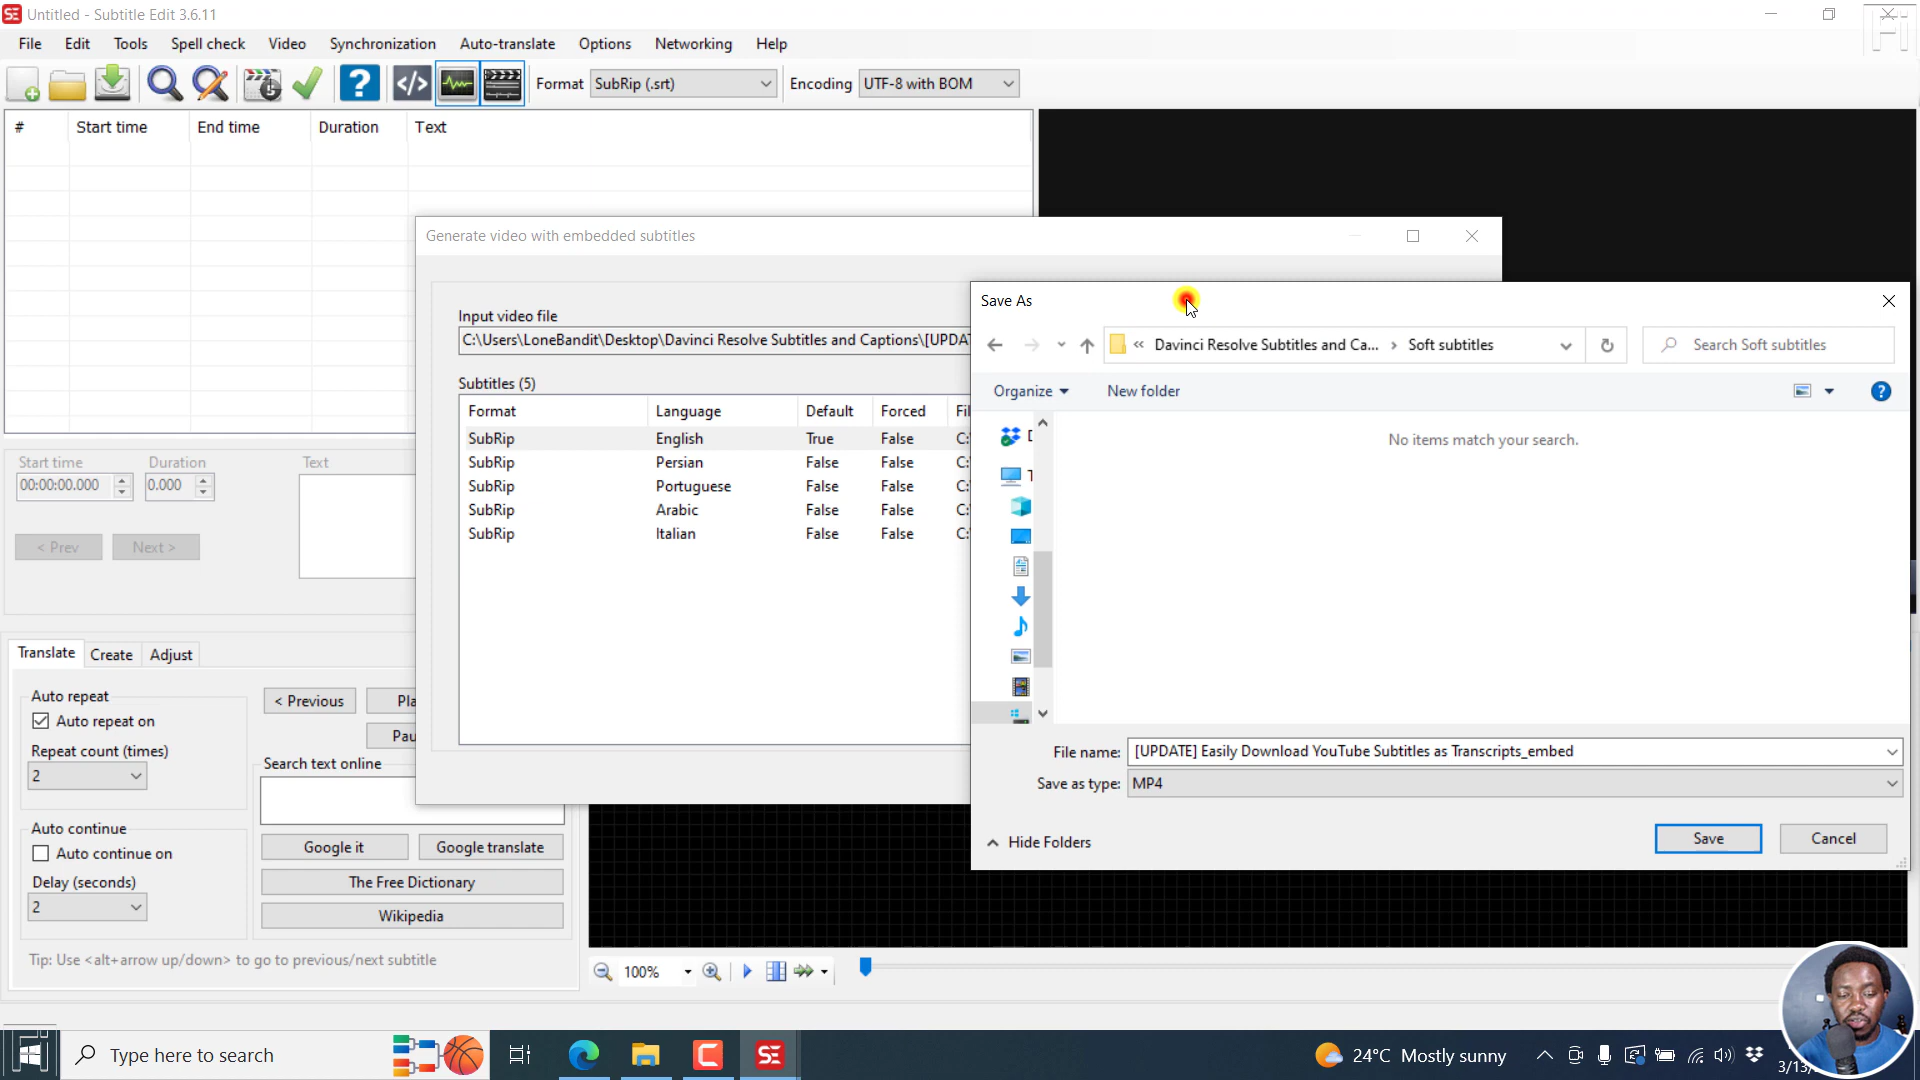 Untitled - Subtitle Edit 3.6.11
File Edit Tools Spell check Video Synchronization Auto-translate Options Networking Help
Format SubRip (.srt) Encoding UTF-8 with BOM
# Start time End time Duration Text
Generate video with embedded subtitles
Input video file
C:\Users\LoneBandit\Desktop\Davinci Resolve Subtitles and Captions\[UPDA
Subtitles (5)
Format Language Default Forced Fil
SubRip English True False C:
SubRip Persian False False C:
SubRip Portuguese False False C:
SubRip Arabic False False C:
SubRip Italian False False C:
Save As
« Davinci Resolve Subtitles and Ca... › Soft subtitles
Search Soft subtitles
Organize New folder
No items match your search.
File name: [UPDATE] Easily Download YouTube Subtitles as Transcripts_embed
Save as type: MP4
Hide Folders
Save Cancel
Start time Duration Text
00:00:00.000 0.000
< Prev Next >
Translate Create Adjust
Auto repeat
Auto repeat on
Repeat count (times)
2
Auto continue
Auto continue on
Delay (seconds)
2
< Previous Pla
Pau
Search text online
Google it Google translate
The Free Dictionary
Wikipedia
Tip: Use <alt+arrow up/down> to go to previous/next subtitle
100%
Type here to search
24°C Mostly sunny